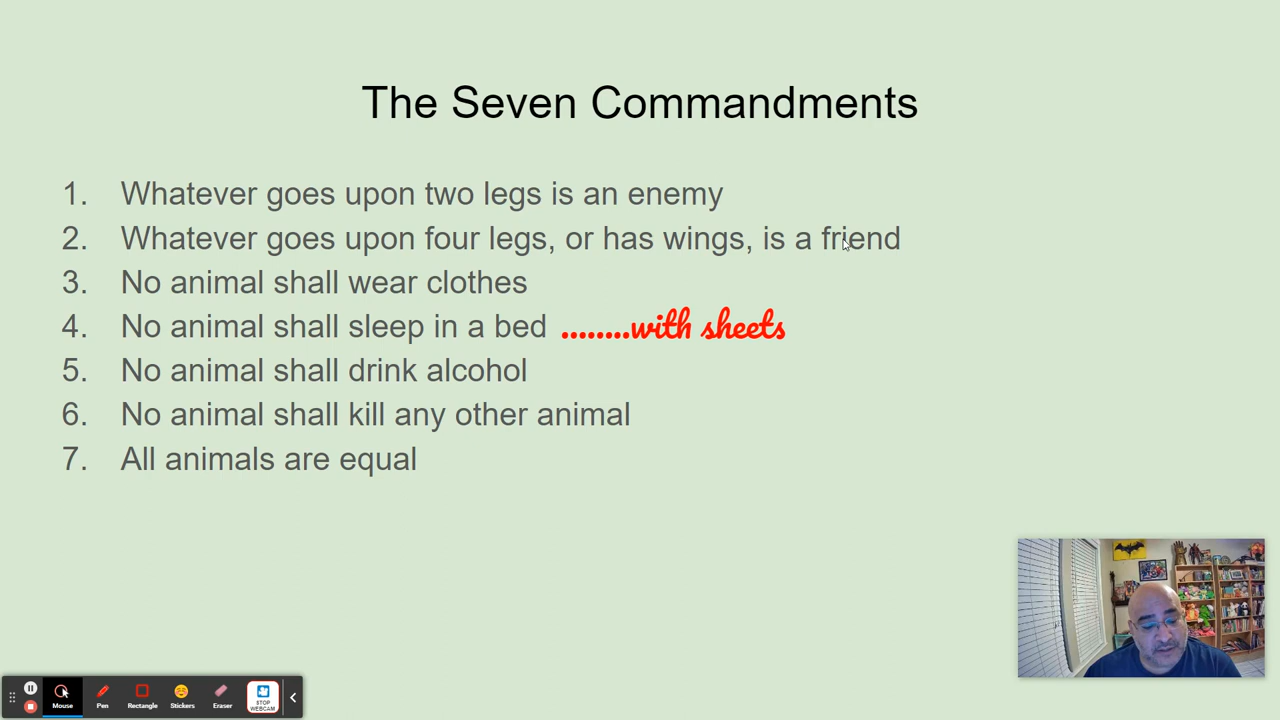 The Seven Commandments
1. Whatever goes upon two legs is an enemy
2. Whatever goes upon four legs, or has wings, is a friend
3. No animal shall wear clothes
4. No animal shall sleep in a bed ........with sheets
5. No animal shall drink alcohol
6. No animal shall kill any other animal
7. All animals are equal
Mouse Pen Rectangle Stickers Eraser STOP WEBCAM